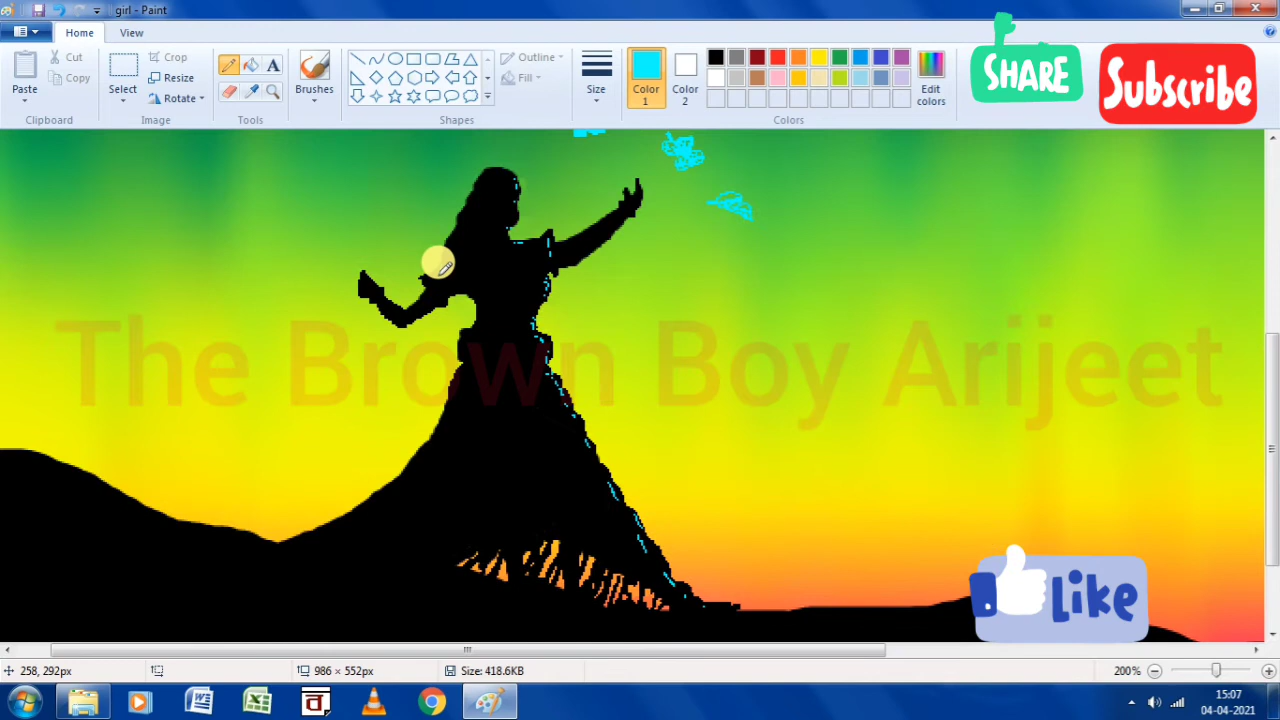 girl - Paint
Home View
Paste
Cut
Copy
Clipboard
Select
Crop
Resize
Rotate
Image
A
Tools
Brushes
Outline
Fill
Shapes
Size
Color 1
Color 2
Edit colors
Colors
SHARE
Subscribe
The Brown Boy Arijeet
Like
258, 292px
986 × 552px
Size: 418.6KB
200%
15:07
04-04-2021